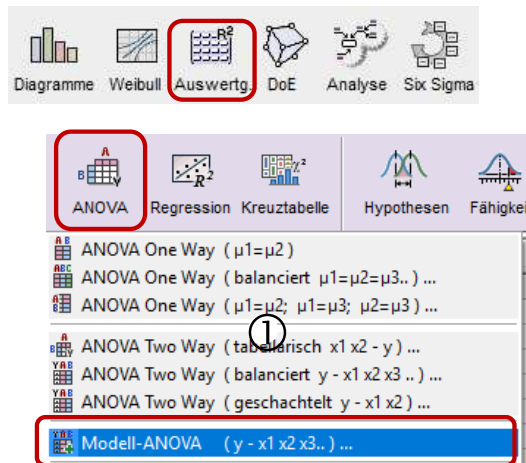 Diagramme Weibull Auswertg. DoE Analyse Six Sigma
ANOVA Regression Kreuztabelle Hypothesen Fähigkei
ANOVA One Way ( µ1=µ2 )
ANOVA One Way ( balanciert µ1=µ2=µ3.. ) ...
ANOVA One Way ( µ1=µ2; µ1=µ3; µ2=µ3 ) ...
①
ANOVA Two Way ( tabellarisch x1 x2 - y ) ...
ANOVA Two Way ( balanciert y - x1 x2 x3 .. ) ...
ANOVA Two Way ( geschachtelt y - x1 x2 ) ...
Modell-ANOVA ( y - x1 x2 x3.. ) ...